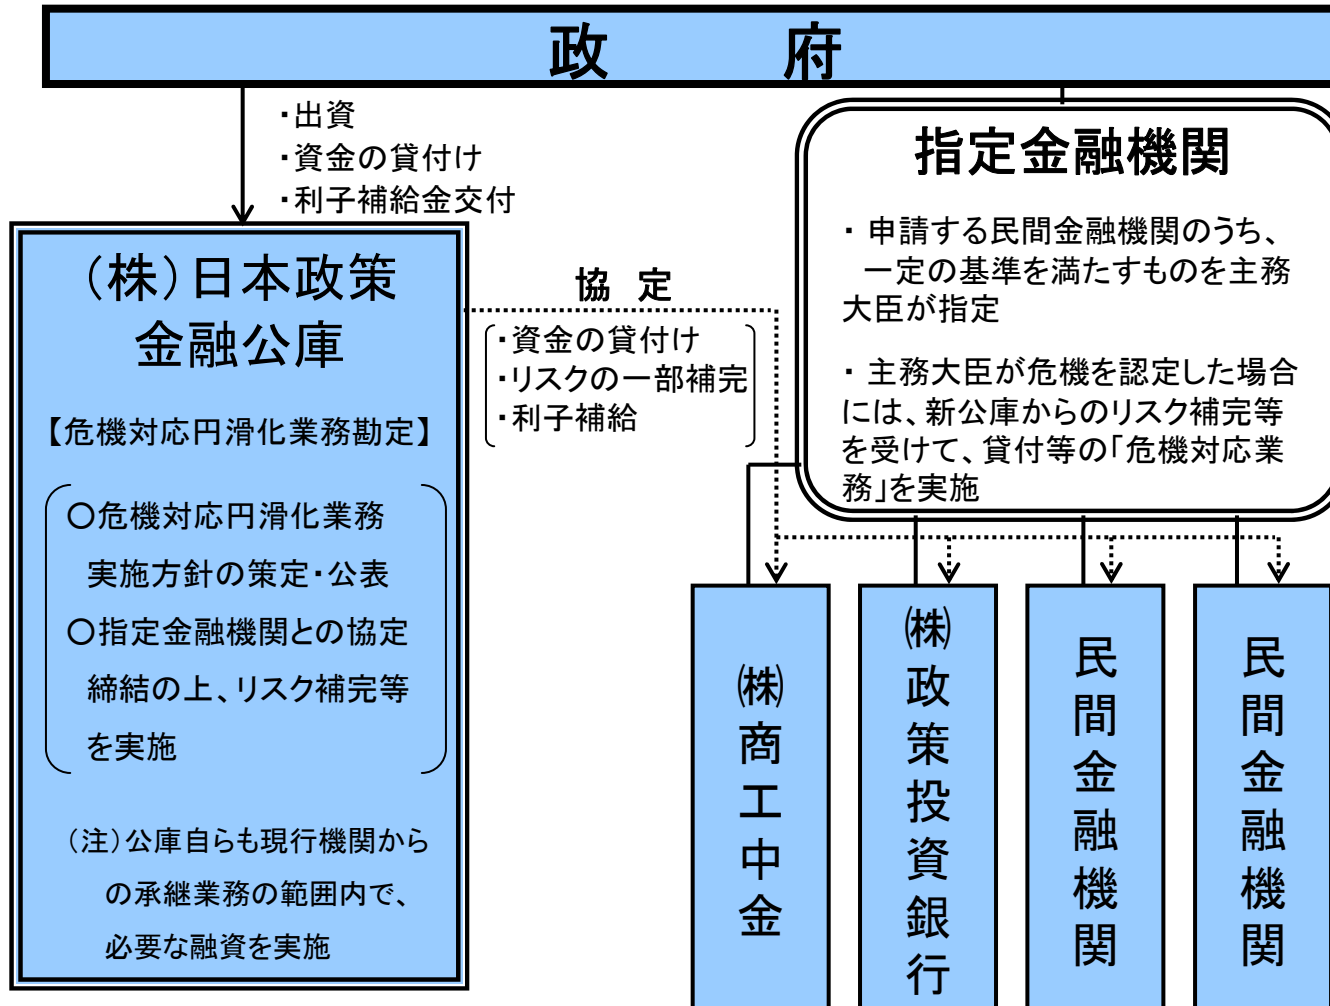 政　府
・出資
・資金の貸付け
・利子補給金交付
（株）日本政策
金融公庫
【危機対応円滑化業務勘定】
○危機対応円滑化業務
実施方針の策定・公表
○指定金融機関との協定
締結の上、リスク補完等
を実施
（注）公庫自らも現行機関から
の承継業務の範囲内で、
必要な融資を実施
協 定
・資金の貸付け
・リスクの一部補完
・利子補給
指定金融機関
・ 申請する民間金融機関のうち、
一定の基準を満たすものを主務
大臣が指定
・ 主務大臣が危機を認定した場合
には、新公庫からのリスク補完等
を受けて、貸付等の「危機対応業
務」を実施
㈱商工中金
㈱政策投資銀行
民間金融機関
民間金融機関